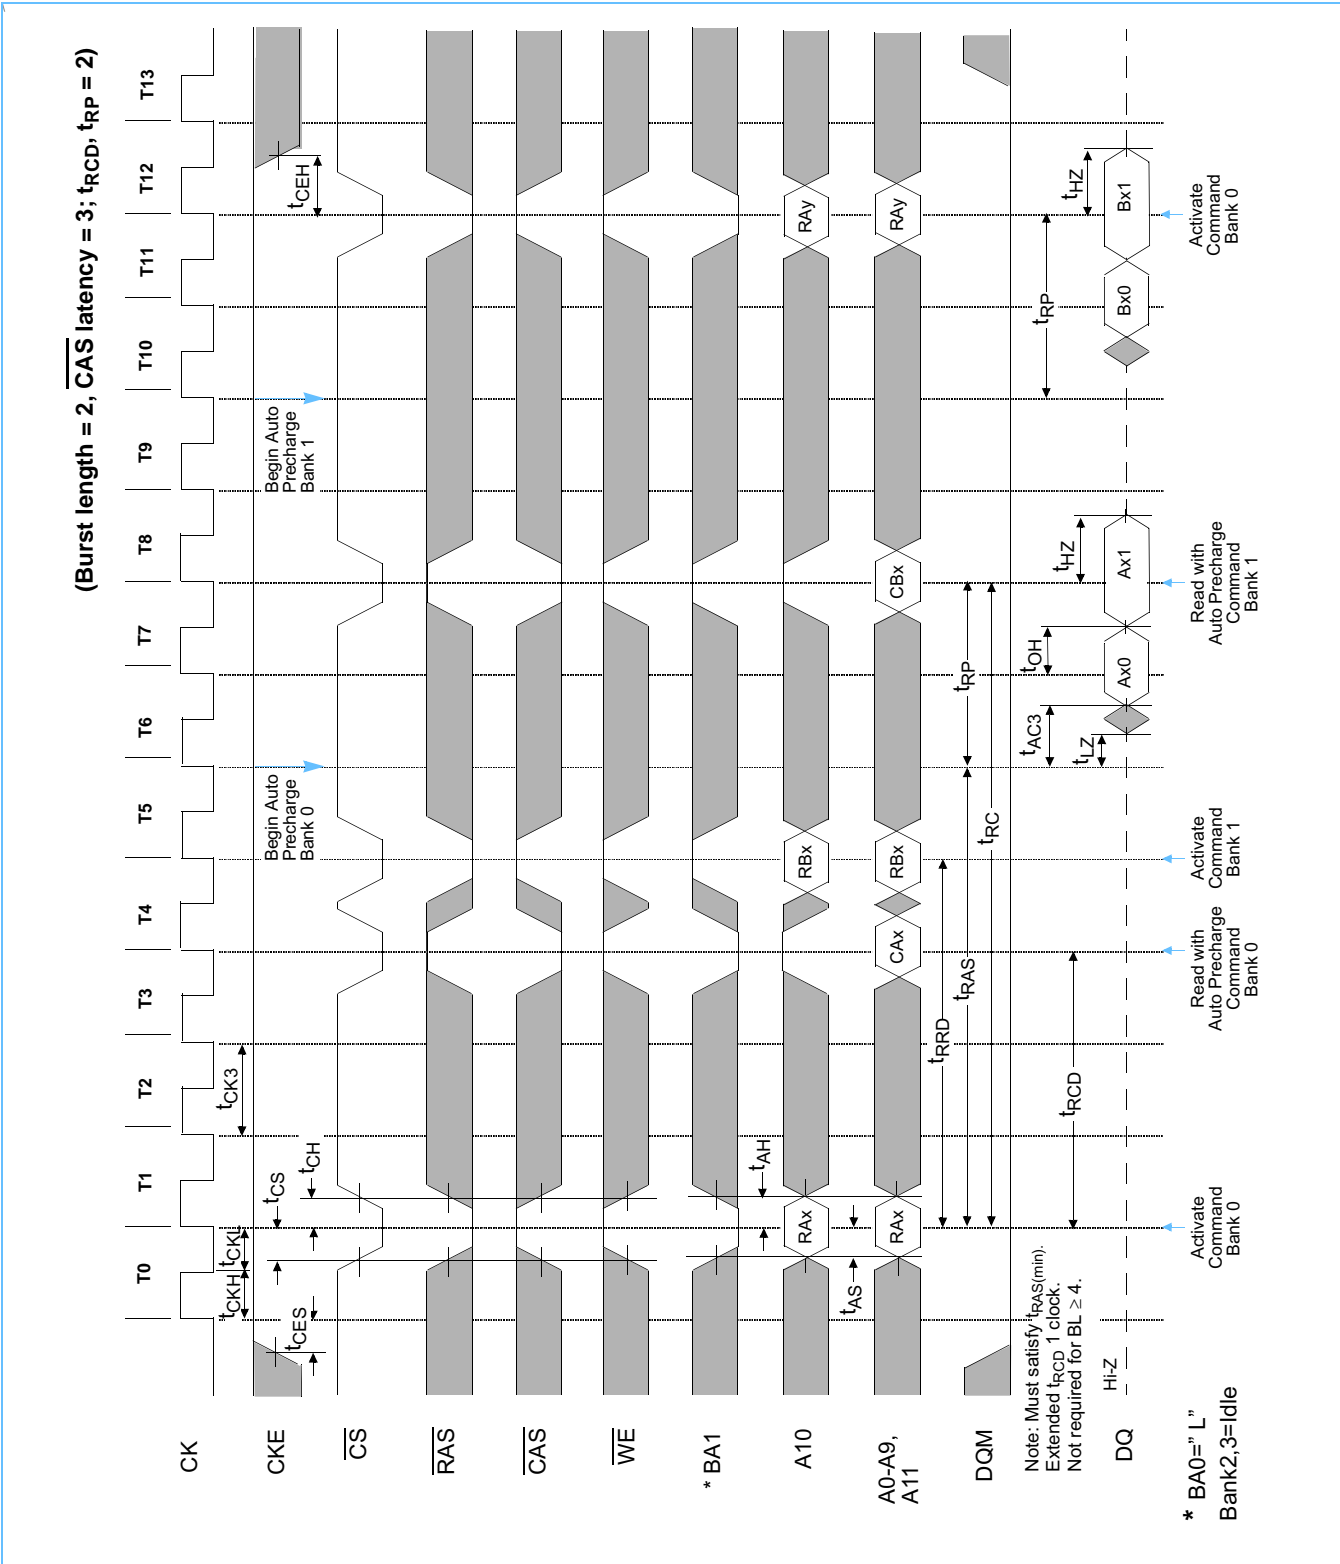 (Burst length = 2, CAS latency = 3; tRCD, tRP = 2)
T0 T1 T2 T3 T4 T5 T6 T7 T8 T9 T10 T11 T12 T13
CK
tCKH tCKL tCK3
CKE
tCES tCS tCH
Begin Auto
Precharge
Bank 0
Begin Auto
Precharge
Bank 1
tCEH
CS
RAS
CAS
WE
* BA1
tAH
A10
RAx RBx RAy
tAS
A0-A9,
A11
RAx CAx RBx CBx RAy
tRRD
tRAS tRP
tRC
DQM
Note: Must satisfy tRAS(min).
Extended tRCD 1 clock.
Not required for BL ≥ 4.
tRCD
tAC3 tOH
tRP
tLZ
tHZ
tHZ
DQ
Hi-Z
Ax0 Ax1 Bx0 Bx1
Activate
Command
Bank 0
Read with
Auto Precharge
Command
Bank 0
Activate
Command
Bank 1
Read with
Auto Precharge
Command
Bank 1
Activate
Command
Bank 0
* BA0=” L”
Bank2,3=Idle